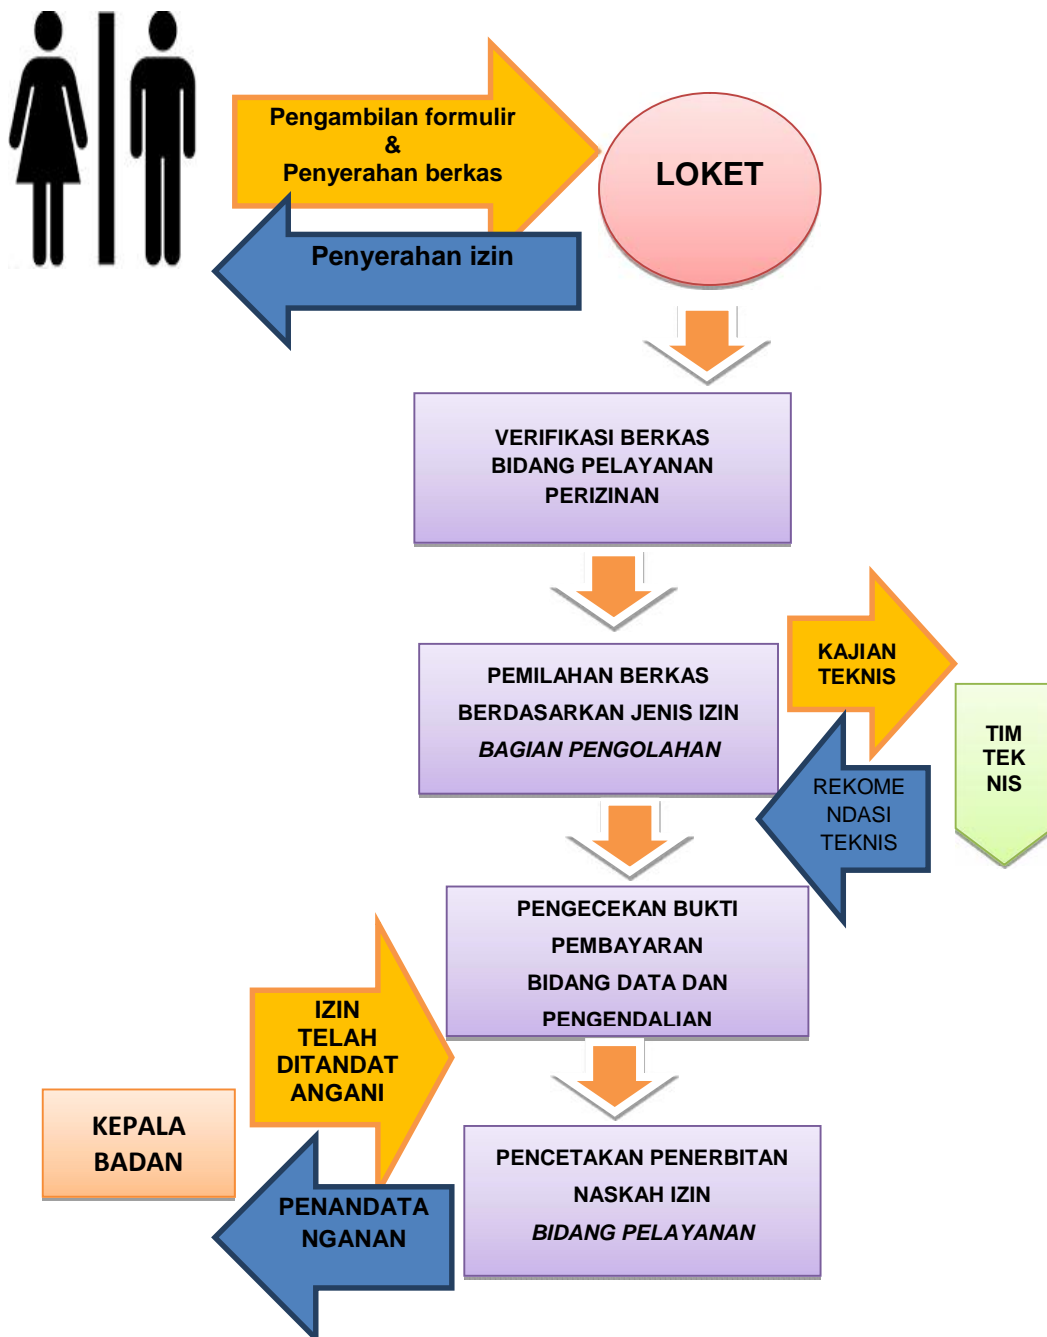 Pengambilan formulir
&
Penyerahan berkas
LOKET
Penyerahan izin
VERIFIKASI BERKAS
BIDANG PELAYANAN
PERIZINAN
PEMILAHAN BERKAS
BERDASARKAN JENIS IZIN
BAGIAN PENGOLAHAN
KAJIAN
TEKNIS
TIM
TEK
NIS
REKOME
NDASI
TEKNIS
PENGECEKAN BUKTI
PEMBAYARAN
BIDANG DATA DAN
PENGENDALIAN
IZIN
TELAH
DITANDAT
ANGANI
KEPALA
BADAN
PENANDATA
NGANAN
PENCETAKAN PENERBITAN
NASKAH IZIN
BIDANG PELAYANAN